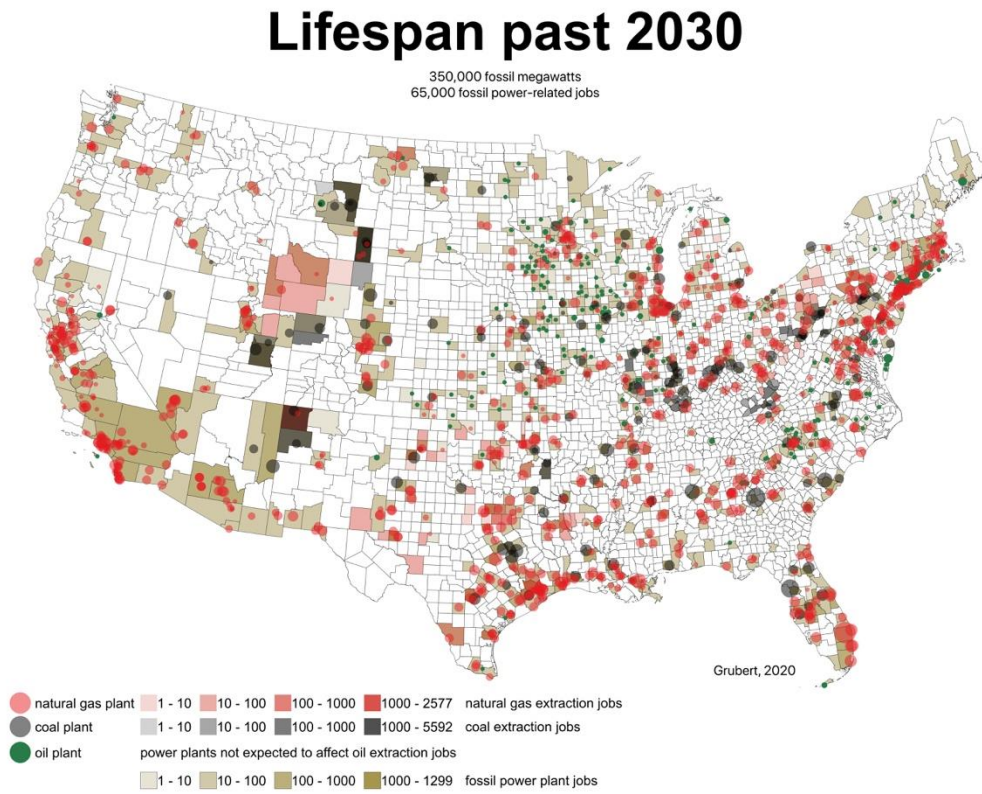 Lifespan past 2030
350,000 fossil megawatts
65,000 fossil power-related jobs
Grubert, 2020
natural gas plant 1 - 10 10 - 100 100 - 1000 1000 - 2577 natural gas extraction jobs
coal plant 1 - 10 10 - 100 100 - 1000 1000 - 5592 coal extraction jobs
oil plant power plants not expected to affect oil extraction jobs
1 - 10 10 - 100 100 - 1000 1000 - 1299 fossil power plant jobs